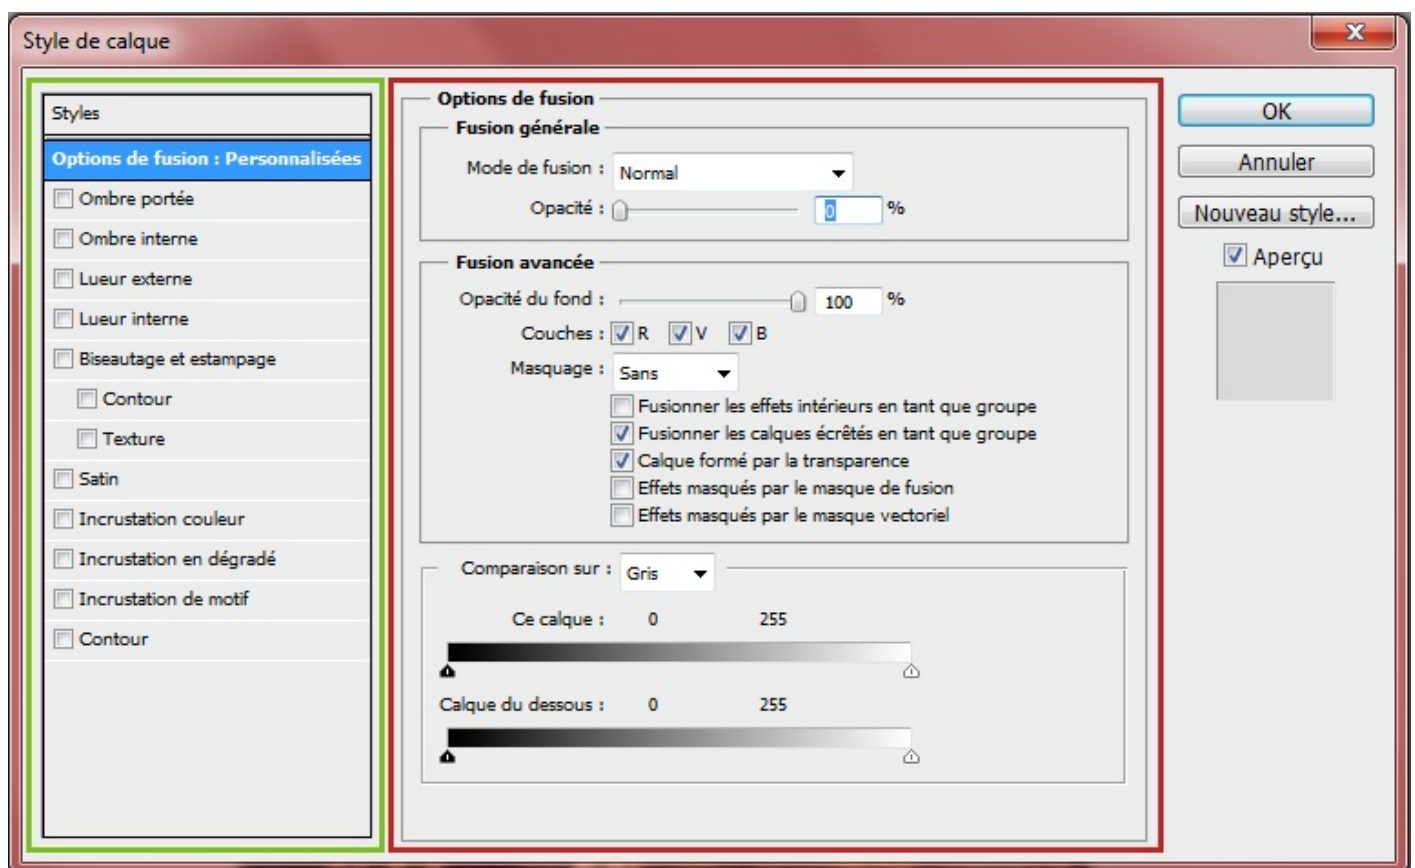 Style de calque
x
Styles
Options de fusion : Personnalisées
Ombre portée
Ombre interne
Lueur externe
Lueur interne
Biseautage et estampage
Contour
Texture
Satin
Incrustation couleur
Incrustation en dégradé
Incrustation de motif
Contour
Options de fusion
Fusion générale
Mode de fusion : Normal
Opacité : 0 %
Fusion avancée
Opacité du fond : 100 %
Couches : R V B
Masquage : Sans
Fusionner les effets intérieurs en tant que groupe
Fusionner les calques écrêtés en tant que groupe
Calque formé par la transparence
Effets masqués par le masque de fusion
Effets masqués par le masque vectoriel
Comparaison sur : Gris
Ce calque : 0 255
Calque du dessous : 0 255
OK
Annuler
Nouveau style...
Aperçu